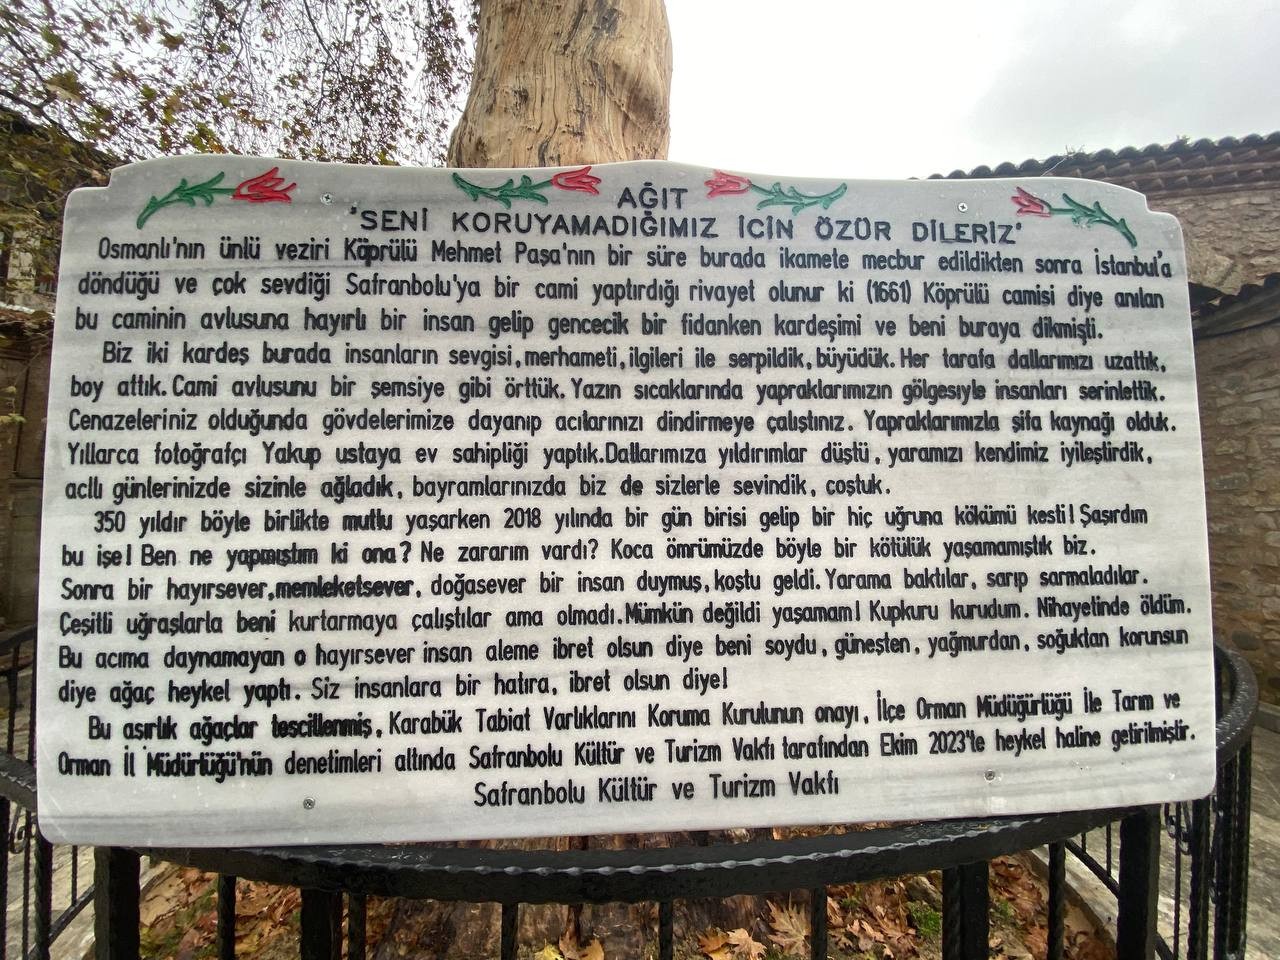 AĞIT
'SENİ KORUYAMADIĞIMIZ İCİN ÖZÜR DİLERİZ'
Osmanlı'nın ünlü veziri Köprülü Mehmet Paşa'nın bir süre burada ikamete mecbur edildikten sonra İstanbul'a
döndüğü ve çok sevdiği Safranbolu'ya bir cami yaptırdığı rivayet olunur ki (1661) Köprülü camisi diye anılan
bu caminin avlusuna hayırlı bir insan gelip gencecik bir fidanken kardeşimi ve beni buraya dikmişti.
Biz iki kardeş burada insanların sevgisi, merhameti, ilgileri ile serpildik, büyüdük. Her tarafa dallarımızı uzattık,
boy attık. Cami avlusunu bir şemsiye gibi örttük. Yazın sıcaklarında yapraklarımızın gölgesiyle insanları serinlettik.
Cenazeleriniz olduğunda gövdelerimize dayanıp acılarınızı dindirmeye çalıştınız. Yapraklarımızla şifa kaynağı olduk.
Yıllarca fotoğrafçı Yakup ustaya ev sahipliği yaptık. Dallarımıza yıldırımlar düştü, yaramızı kendimiz iyileştirdik,
acılı günlerinizde sizinle ağladık, bayramlarınızda biz de sizlerle sevindik, coştuk.
350 yıldır böyle birlikte mutlu yaşarken 2018 yılında bir gün birisi gelip bir hiç uğruna kökümü kesti! Şaşırdım
bu işe! Ben ne yapmıştım ki ona? Ne zararım vardı? Koca ömrümüzde böyle bir kötülük yaşamamıştık biz.
Sonra bir hayırsever, memleketsever, doğasever bir insan duymuş, koştu geldi. Yarama baktılar, sarıp sarmaladılar.
Çeşitli uğraşlarla beni kurtarmaya çalıştılar ama olmadı. Mümkün değildi yaşamam! Kupkuru kurudum. Nihayetinde öldüm.
Bu acıma daynamayan o hayırsever insan aleme ibret olsun diye beni soydu, güneşten, yağmurdan, soğuktan korunsun
diye ağaç heykel yaptı. Siz insanlara bir hatıra, ibret olsun diye!
Bu asırlık ağaçlar tescillenmiş, Karabük Tabiat Varlıklarını Koruma Kurulunun onayı, İlçe Orman Müdüğürlüğü İle Tarım ve
Orman İl Müdürlüğü'nün denetimleri altında Safranbolu Kültür ve Turizm Vakfı tarafından Ekim 2023'te heykel haline getirilmiştir.
Safranbolu Kültür ve Turizm Vakfı